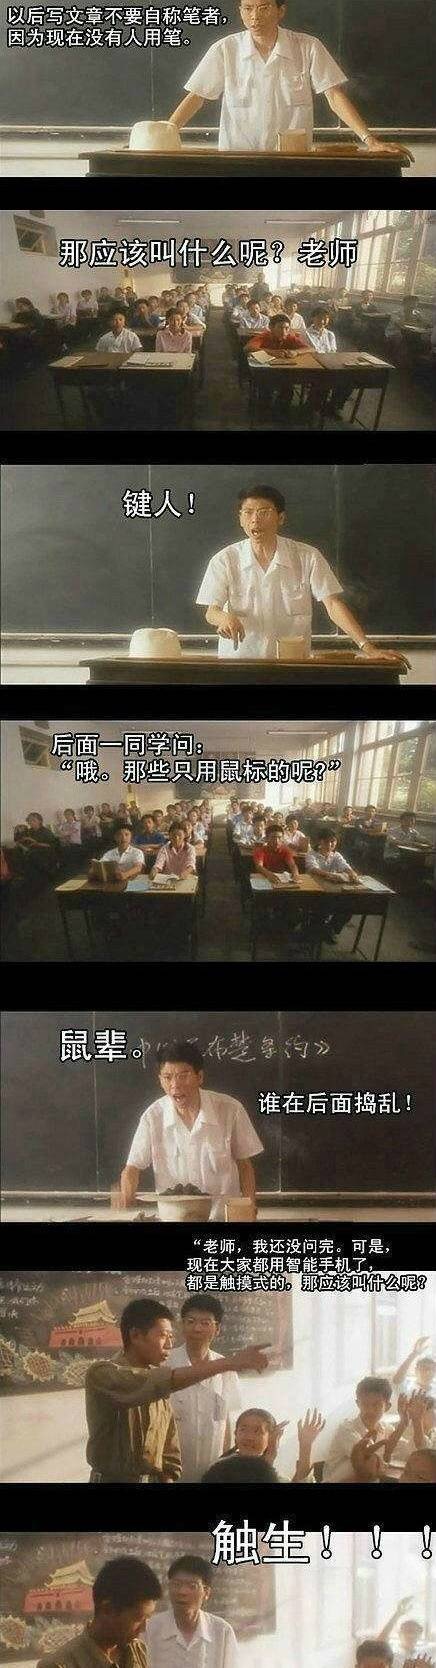 以后写文章不要自称笔者，
因为现在没有人用笔。
那应该叫什么呢？老师
键人！
后面一同学问：
“哦。那些只用鼠标的呢?”
鼠辈。
布楚条约》
谁在后面捣乱！
“老师，我还没问完。可是，
现在大家都用智能手机了，
都是触摸式的，那应该叫什么呢？
触生！！！